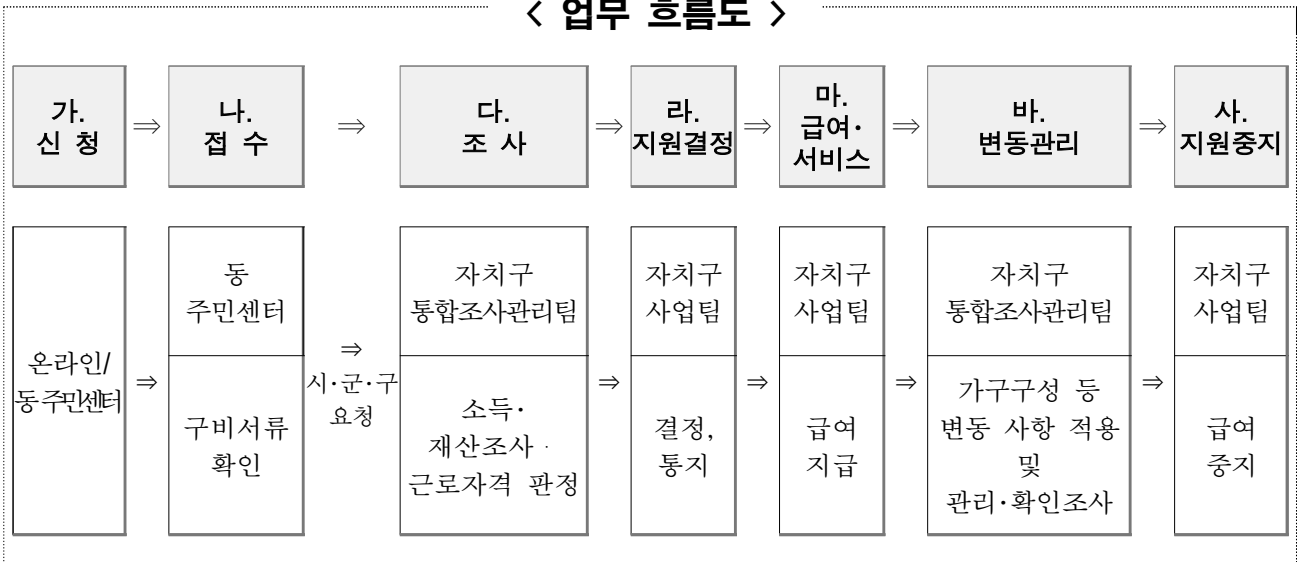 < 업무 흐름도 >
가.
신 청
⇒
나.
접 수
⇒
다.
조 사
⇒
라.
지원결정
⇒
마.
급여·
서비스
⇒
바.
변동관리
⇒
사.
지원중지
온라인/
동주민센터
⇒
동
주민센터
구비서류
확인
⇒
시·군·구
요청
자치구
통합조사관리팀
소득·
재산조사·
근로자격 판정
⇒
자치구
사업팀
결정,
통지
⇒
자치구
사업팀
급여
지급
⇒
자치구
통합조사관리팀
가구구성 등
변동 사항 적용
및
관리·확인조사
⇒
자치구
사업팀
급여
중지